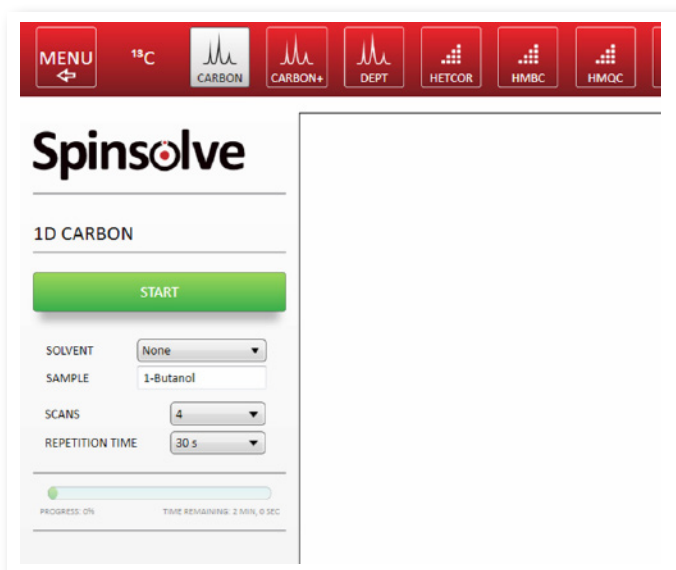 MENU ¹³C CARBON CARBON+ DEPT HETCOR HMBC HMQC
Spinsolve
1D CARBON
START
SOLVENT None
SAMPLE 1-Butanol
SCANS 4
REPETITION TIME 30 s
PROGRESS: 0% TIME REMAINING: 2 MIN, 0 SEC